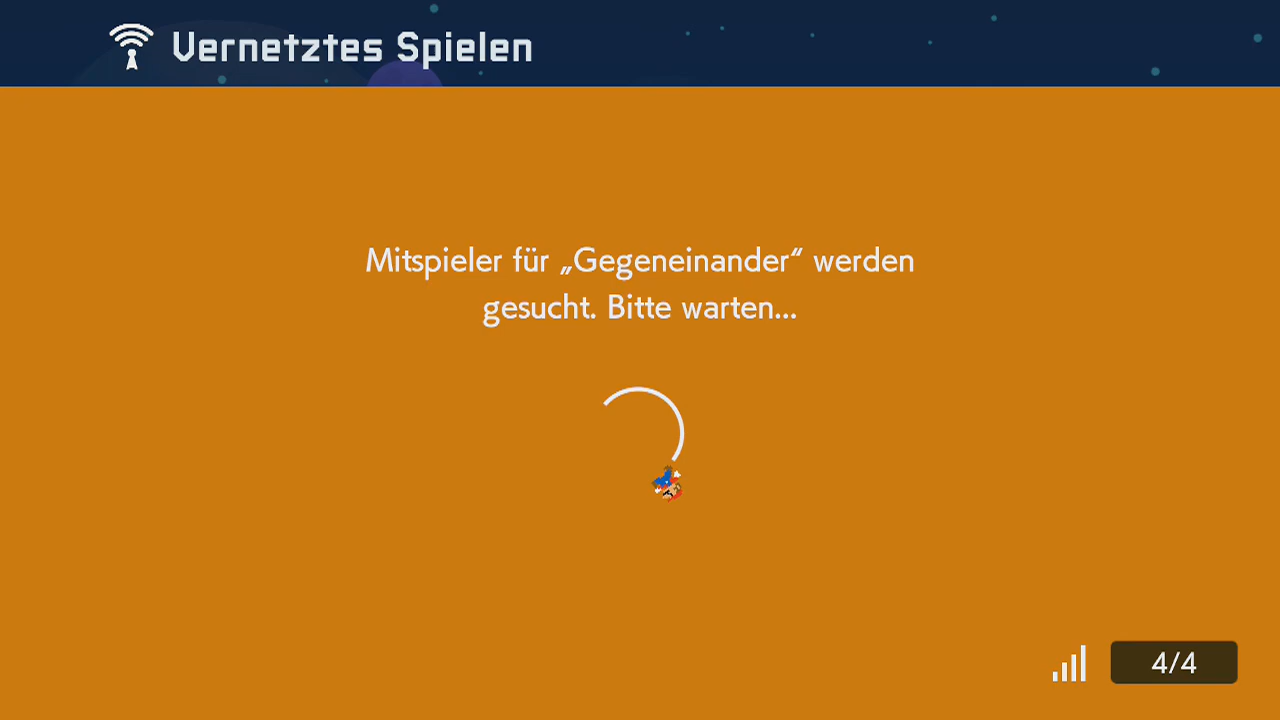 Vernetztes Spielen
Mitspieler für „Gegeneinander“ werden
gesucht. Bitte warten...
4/4